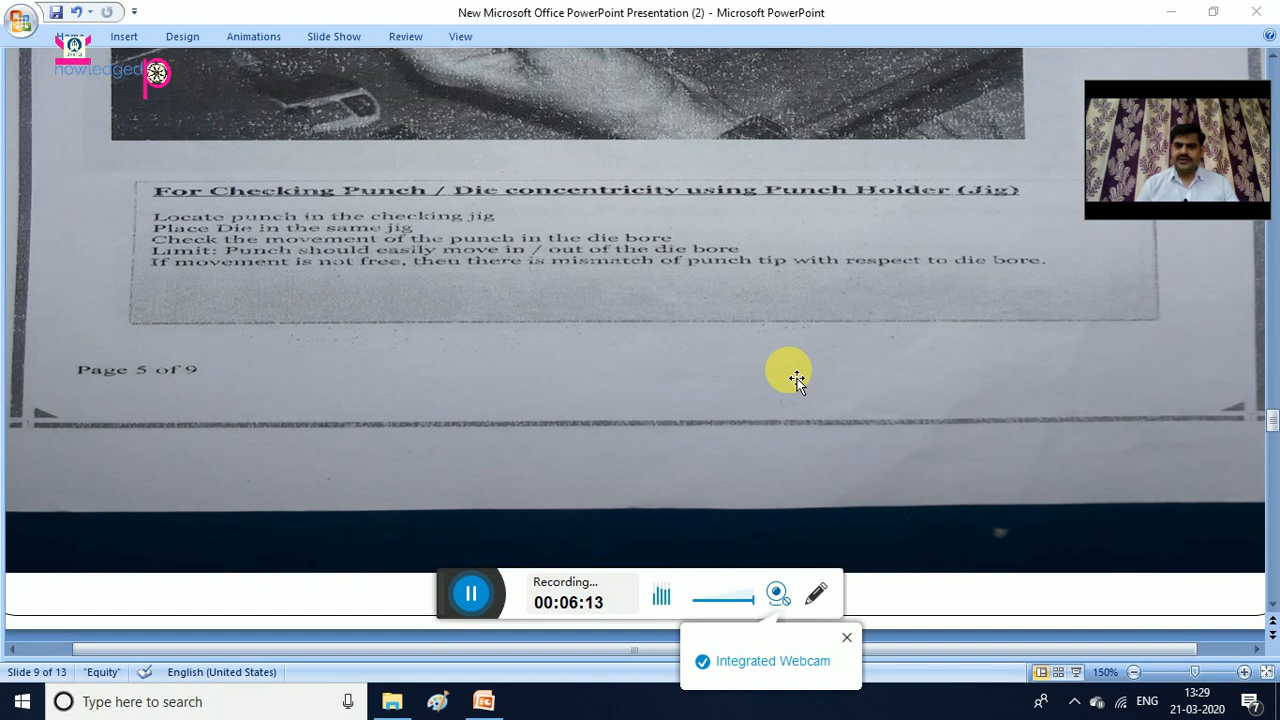 New Microsoft Office PowerPoint Presentation (2) - Microsoft PowerPoint
Home Insert Design Animations Slide Show Review View
nowledged p
For Checking Punch / Die concentricity using Punch Holder (Jig)
Locate punch in the checking jig
Place Die in the same jig
Check the movement of the punch in the die bore
Limit: Punch should easily move in / out of the die bore
If movement is not free, then there is mismatch of punch tip with respect to die bore.
Page 5 of 9
Recording...
00:06:13
Integrated Webcam
Slide 9 of 13 "Equity" English (United States) 150%
Type here to search
ENG
13:29
21-03-2020
7